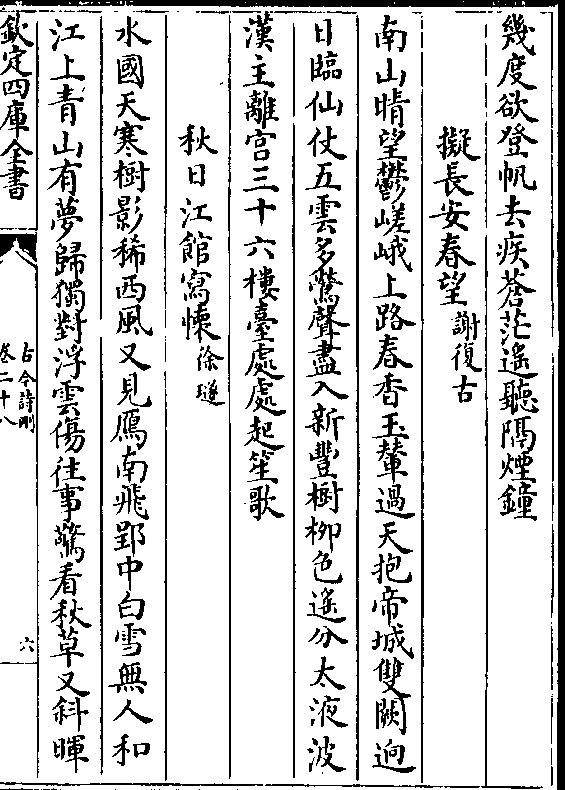 幾度欲登帆去疾蒼茫遥聽隔煙鐘
擬長安春望謝復古
南山晴望鬱嵯峨上路春香玉輦過天抱帝城雙闕迥
日臨仙仗五雲多鶯聲盡入新豐樹栁色遥分太液波
漢主離宫三十六樓臺處處起笙歌
秋日江館寫懐徐𤩽
水國天寒樹影稀西風又見鴈南飛郢中白雪無人和
江上青山有夢歸獨對浮雲傷往事驚看秋草又斜暉
欽定四庫全書
古今詩刪
卷二十八
六